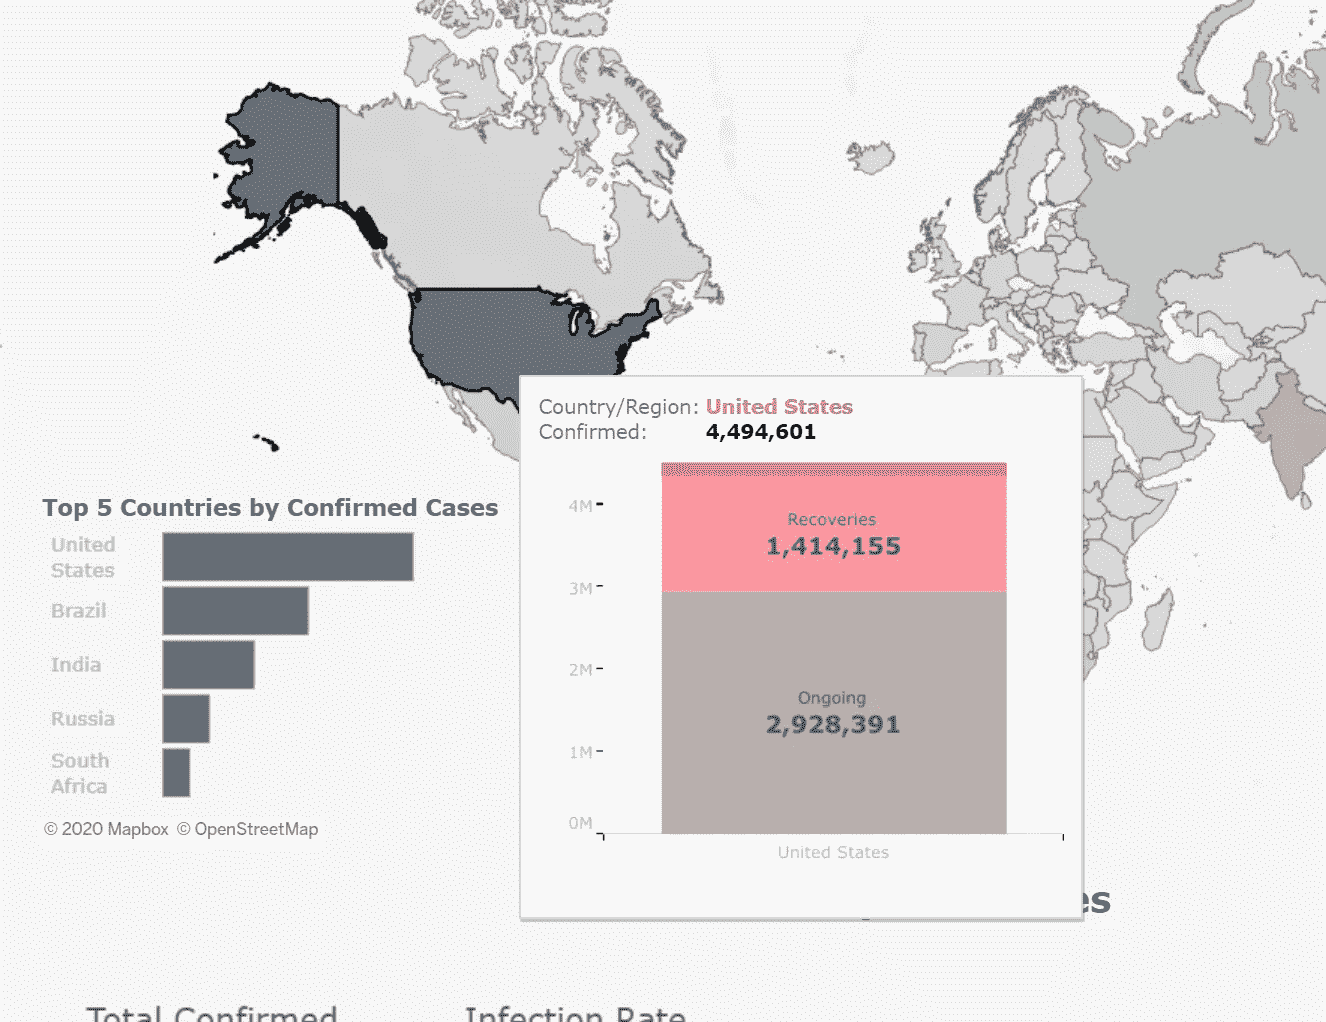 Country/Region: United States
Confirmed: 4,494,601
4M
Recoveries
1,414,155
3M
2M
Ongoing
2,928,391
1M
0M
United States
Top 5 Countries by Confirmed Cases
United
States
Brazil
India
Russia
South
Africa
© 2020 Mapbox © OpenStreetMap
es
Total Confirmed
Infection Rate